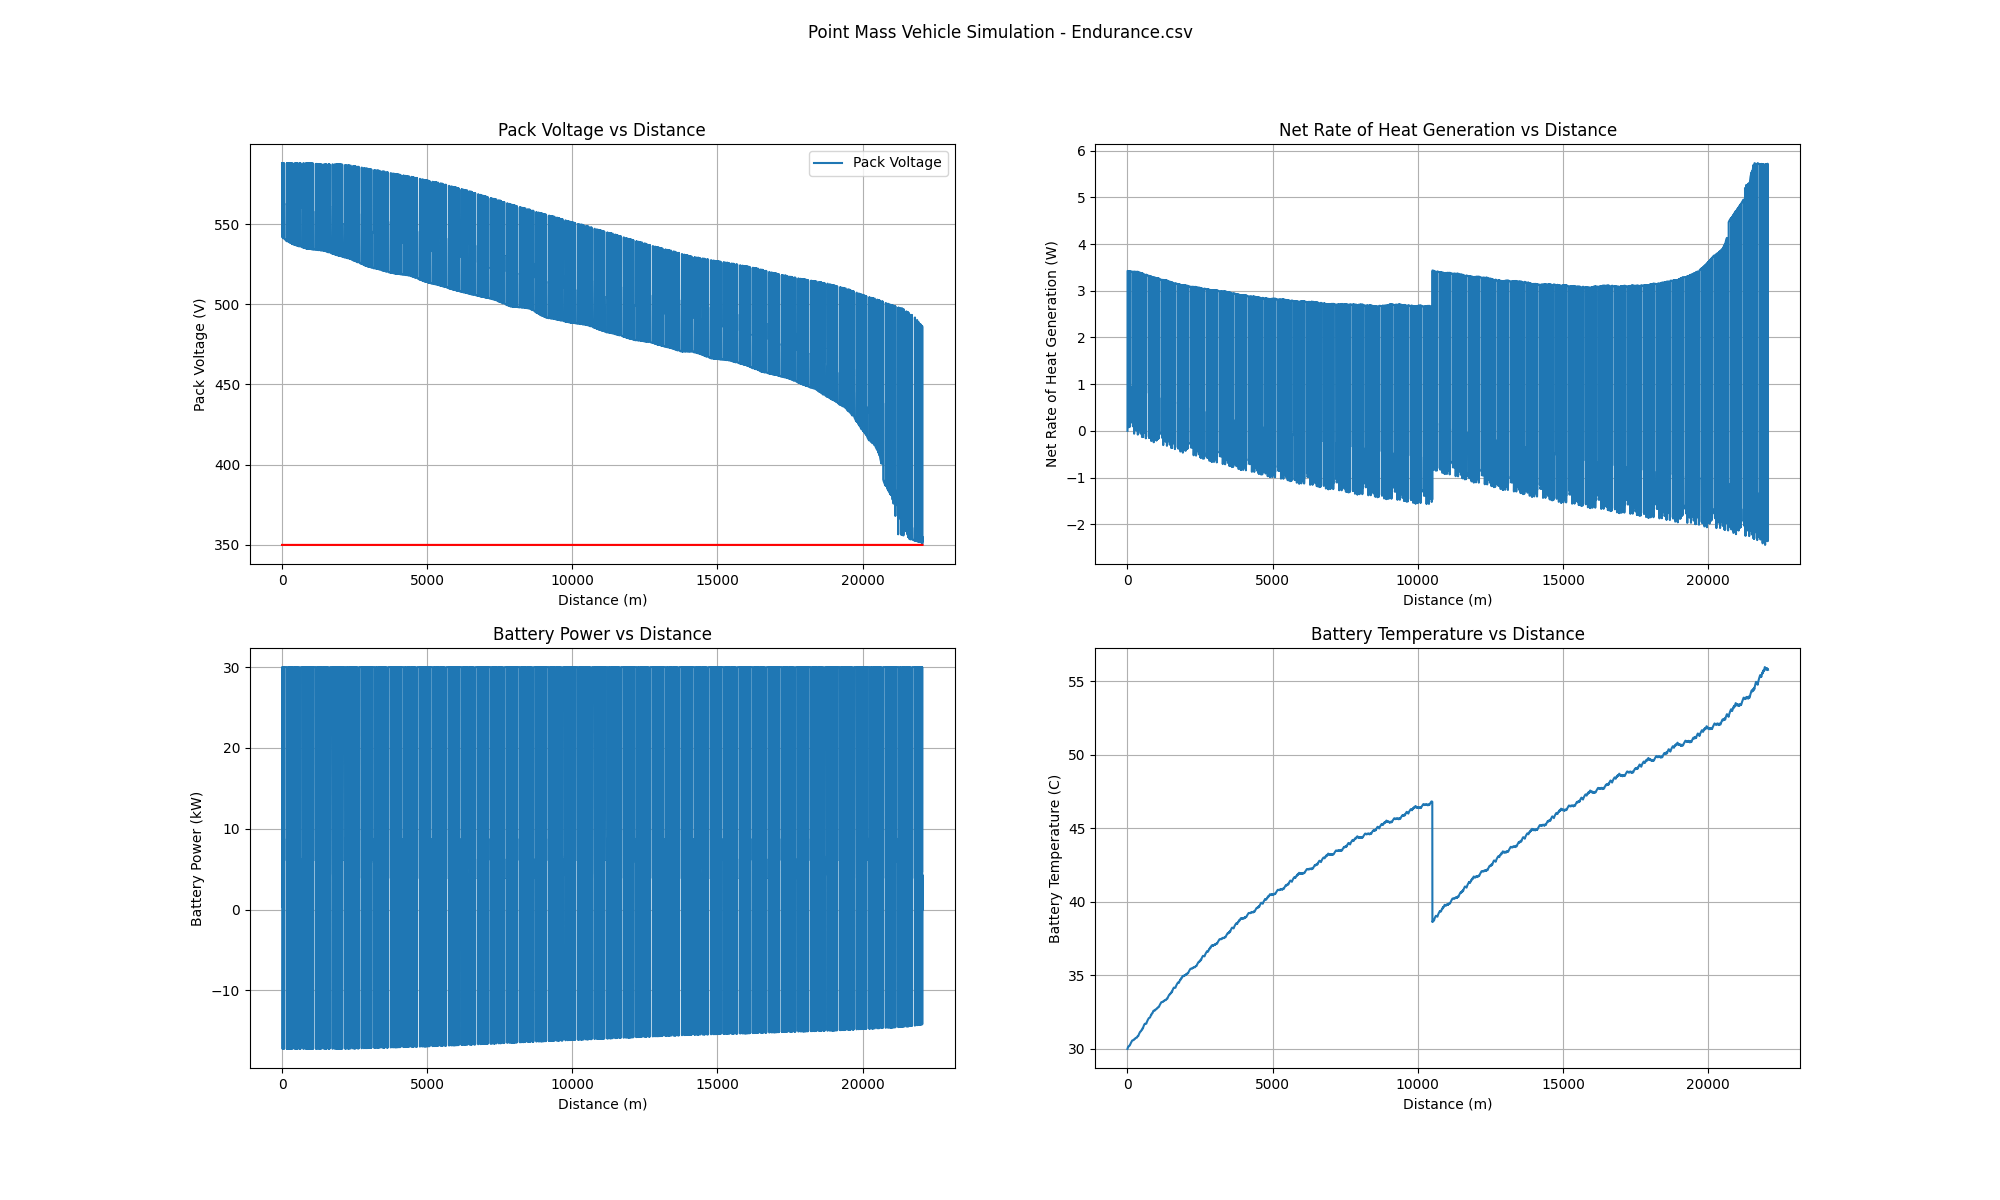 Point Mass Vehicle Simulation - Endurance.csv
Pack Voltage vs Distance
Pack Voltage
Pack Voltage (V)
550
500
450
400
350
0 5000 10000 15000 20000
Distance (m)
Net Rate of Heat Generation vs Distance
Net Rate of Heat Generation (W)
6
5
4
3
2
1
0
−1
−2
0 5000 10000 15000 20000
Distance (m)
Battery Power vs Distance
Battery Power (kW)
30
20
10
0
−10
0 5000 10000 15000 20000
Distance (m)
Battery Temperature vs Distance
Battery Temperature (C)
55
50
45
40
35
30
0 5000 10000 15000 20000
Distance (m)